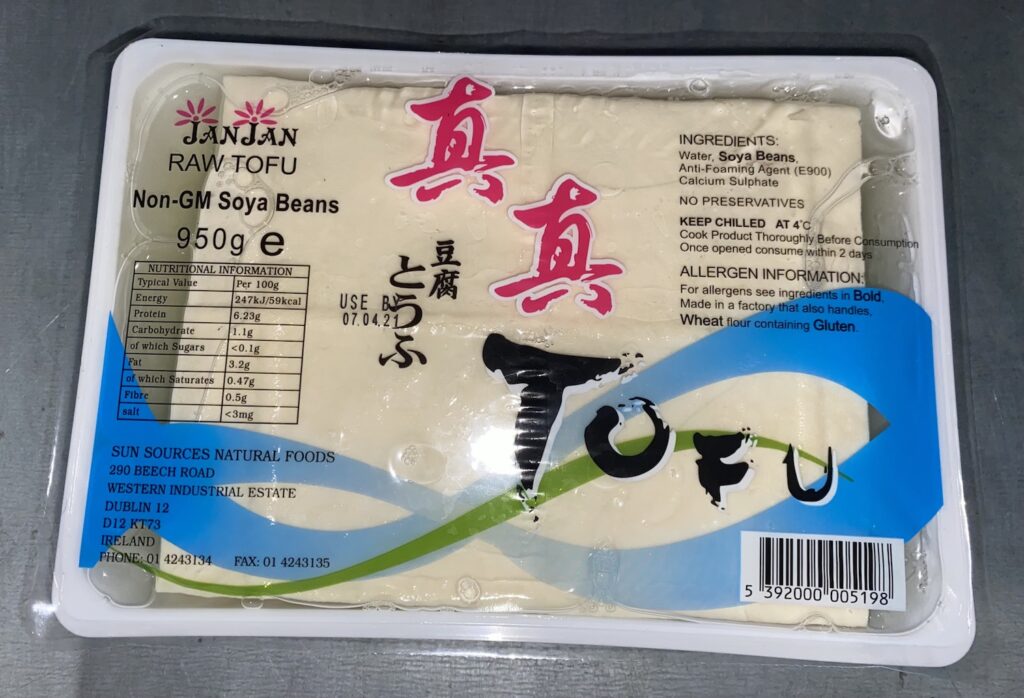 JANJAN
RAW TOFU
Non-GM Soya Beans
950g e
NUTRITIONAL INFORMATION
Typical Value Per 100g
Energy 247kJ/59kcal
Protein 6.23g
Carbohydrate 1.1g
of which Sugars <0.1g
Fat 3.2g
of which Saturates 0.47g
Fibre 0.5g
salt <3mg
SUN SOURCES NATURAL FOODS
290 BEECH ROAD
WESTERN INDUSTRIAL ESTATE
DUBLIN 12
D12 KT73
IRELAND
PHONE: 01 4243134 FAX: 01 4243135
真
真
豆腐
とうふ
USE BY
07.04.21
TOFU
INGREDIENTS:
Water, Soya Beans,
Anti-Foaming Agent (E900)
Calcium Sulphate
NO PRESERVATIVES
KEEP CHILLED AT 4°C
Cook Product Thoroughly Before Consumption
Once opened consume within 2 days
ALLERGEN INFORMATION:
For allergens see ingredients in Bold.
Made in a factory that also handles,
Wheat flour containing Gluten.
5 392000 005198